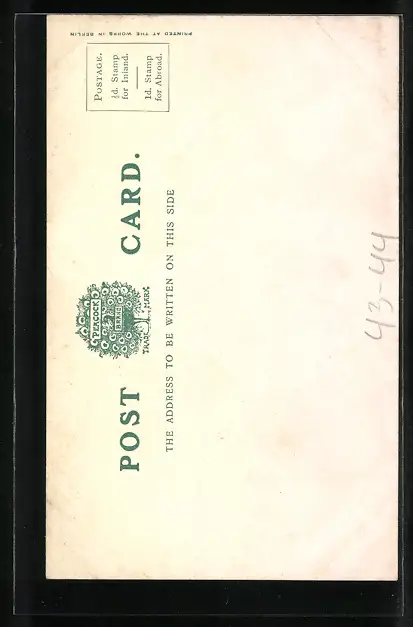 POST CARD.
PEACOCK
BRAND
TRADE MARK
THE ADDRESS TO BE WRITTEN ON THIS SIDE
POSTAGE.
½d. Stamp
for Inland.
1d. Stamp
for Abroad.
PRINTED AT THE WORKS IN BERLIN
43-44